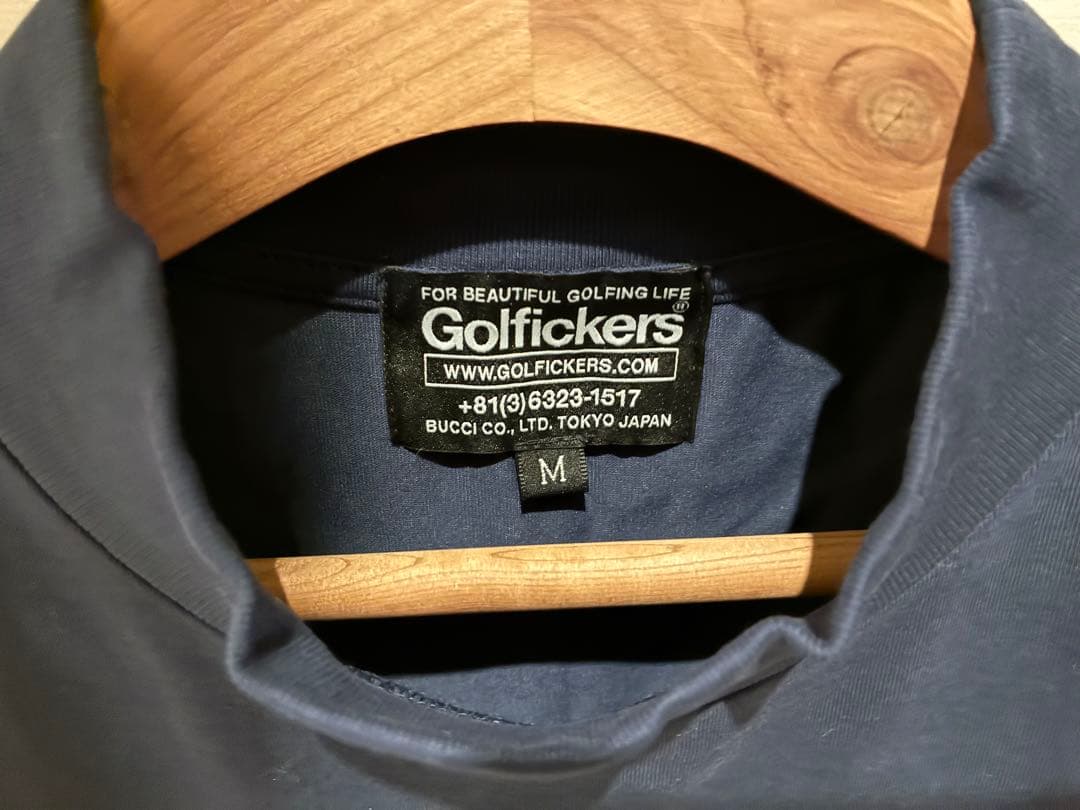 FOR BEAUTIFUL GOLFING LIFE
Golfickers®
WWW.GOLFICKERS.COM
+81(3)6323-1517
BUCCI CO., LTD. TOKYO JAPAN
M